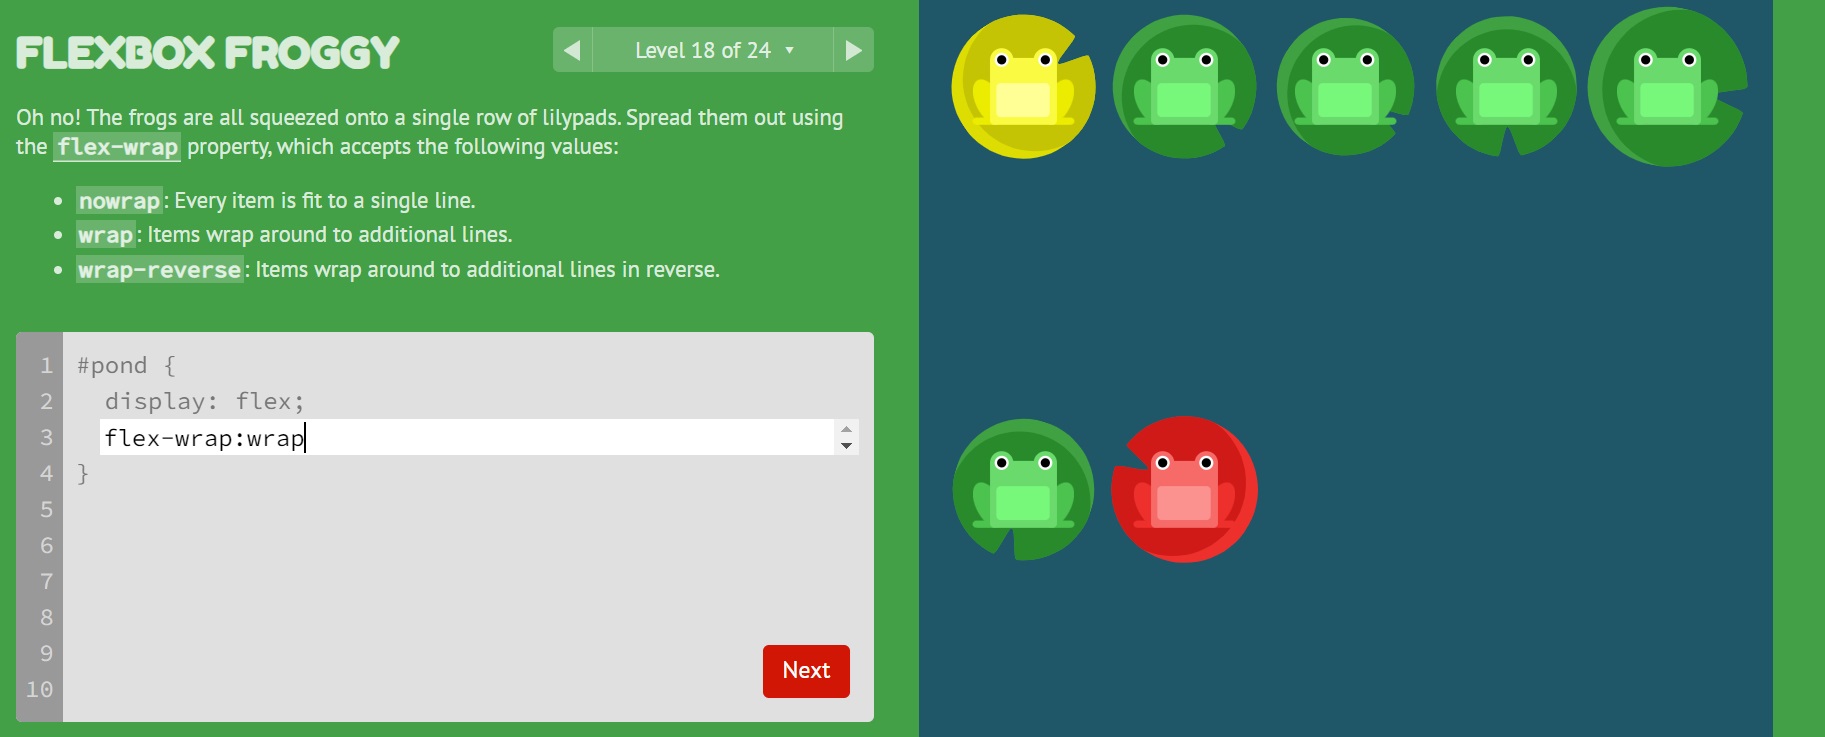 FLEXBOX FROGGY
Level 18 of 24
Oh no! The frogs are all squeezed onto a single row of lilypads. Spread them out using
the flex-wrap property, which accepts the following values:
nowrap: Every item is fit to a single line.
wrap: Items wrap around to additional lines.
wrap-reverse: Items wrap around to additional lines in reverse.
1 #pond {
2 display: flex;
3 flex-wrap:wrap
4 }
5
6
7
8
9
10
Next